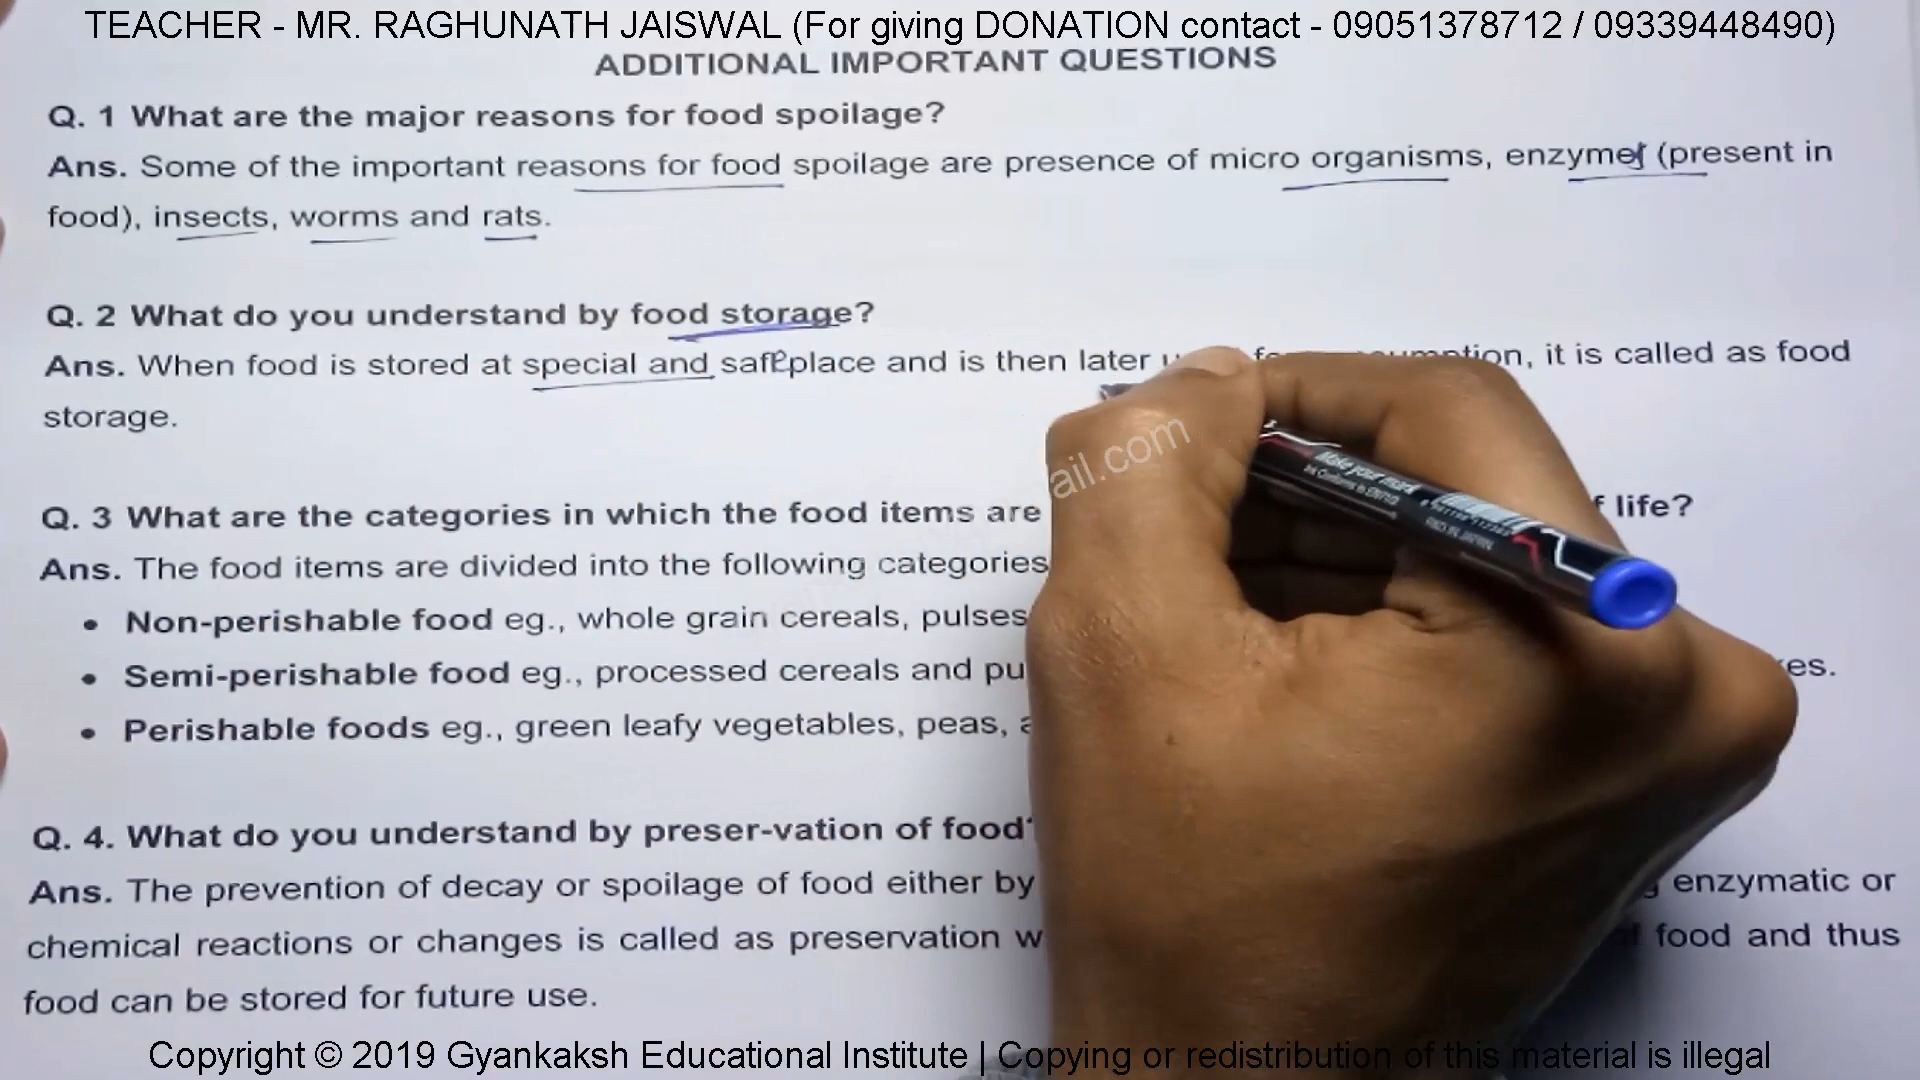 TEACHER - MR. RAGHUNATH JAISWAL (For giving DONATION contact - 09051378712 / 09339448490)
ADDITIONAL IMPORTANT QUESTIONS
Q. 1 What are the major reasons for food spoilage?
Ans. Some of the important reasons for food spoilage are presence of micro organisms, enzymes (present in
food), insects, worms and rats.
Q. 2 What do you understand by food storage?
Ans. When food is stored at special and safe place and is then later it is called as food
storage.
Q. 3 What are the categories in which the food items are life?
Ans. The food items are divided into the following categories
• Non-perishable food eg., whole grain cereals, pulses
• Semi-perishable food eg., processed cereals and
• Perishable foods eg., green leafy vegetables, peas,
Q. 4. What do you understand by preser-vation of food
Ans. The prevention of decay or spoilage of food either by enzymatic or
chemical reactions or changes is called as preservation food and thus
food can be stored for future use.
ail.com
Make your mark
Copyright © 2019 Gyankaksh Educational Institute | Copying or redistribution of this material is illegal